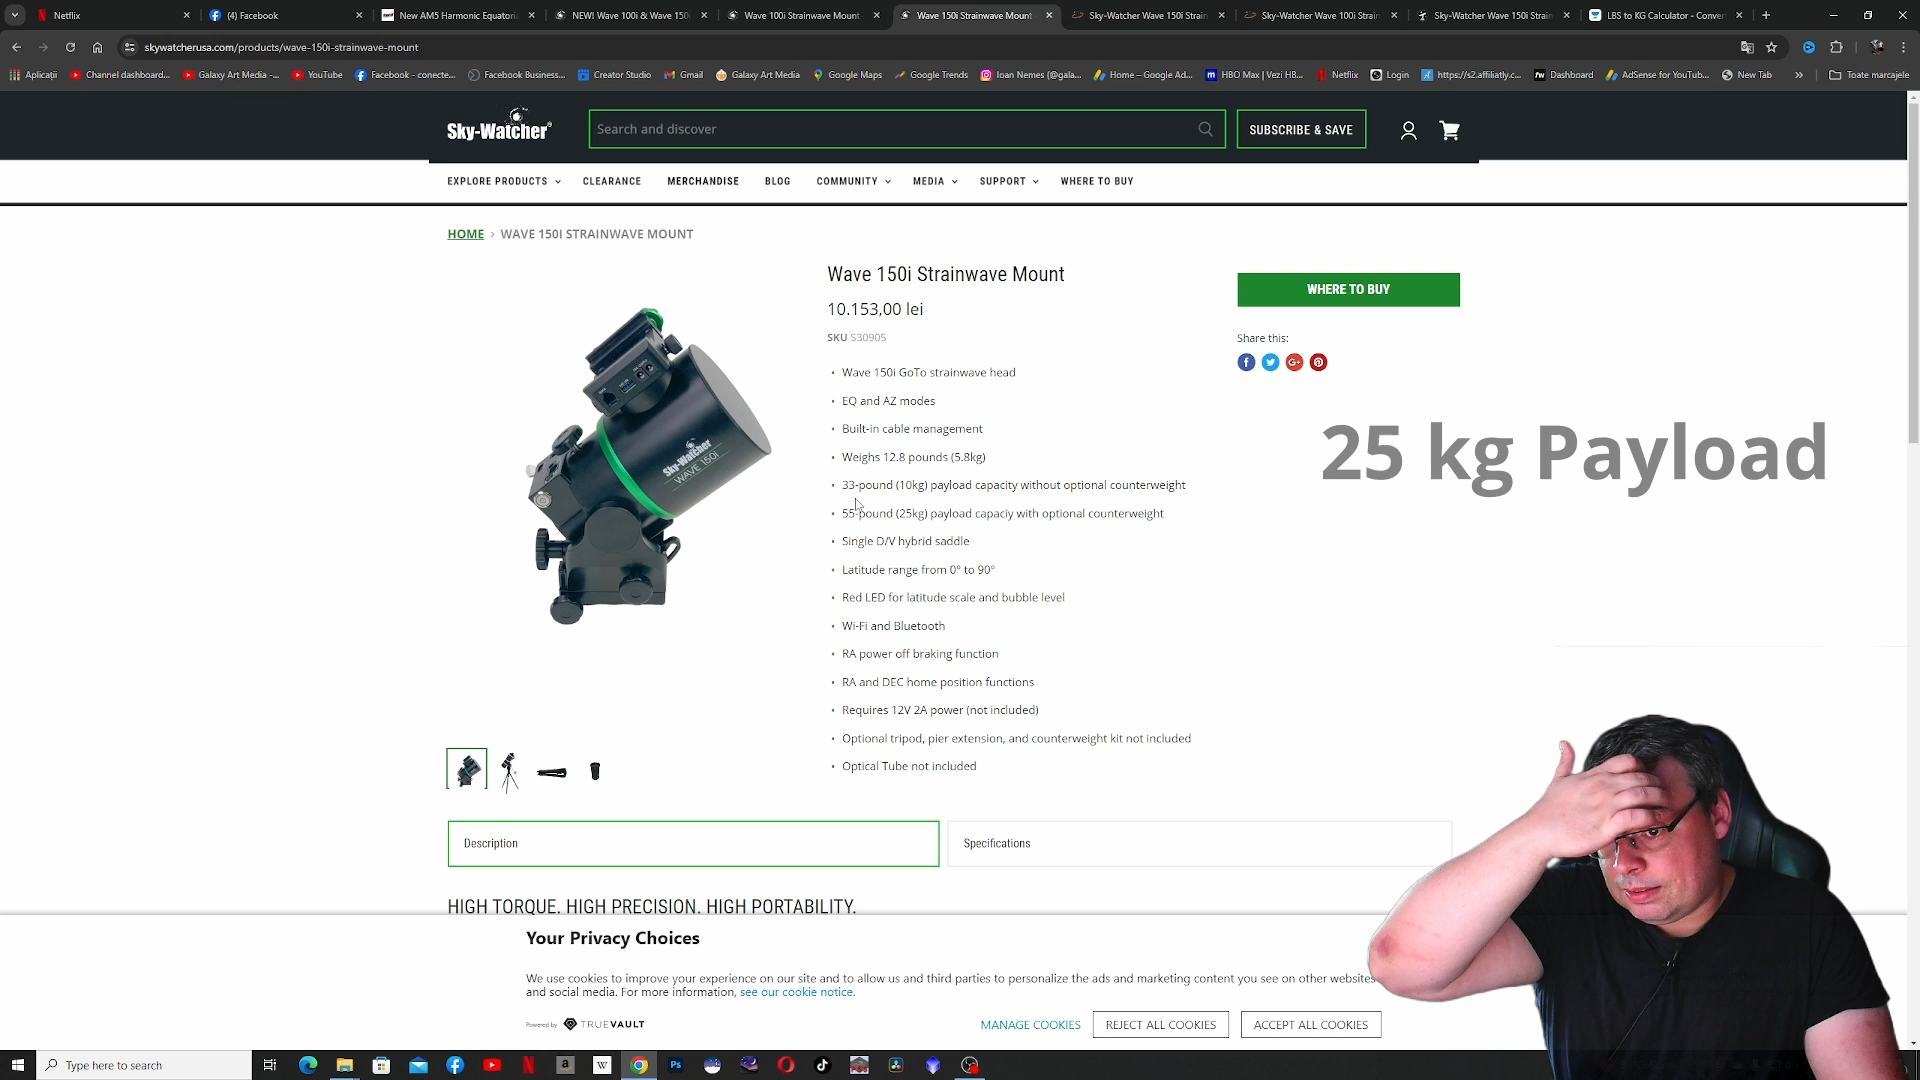 Netflix
(4) Facebook
New AM5 Harmonic Equatoria
NEW! Wave 100i & Wave 150i
Wave 100i Strainwave Mount
Wave 150i Strainwave Mount
Sky-Watcher Wave 150i Strain
Sky-Watcher Wave 100i Strain
Sky-Watcher Wave 150i Strain
LBS to KG Calculator - Conver
skywatcherusa.com/products/wave-150i-strainwave-mount
Aplicații
Channel dashboard...
Galaxy Art Media -...
YouTube
Facebook - conecte...
Facebook Business...
Creator Studio
Gmail
Galaxy Art Media
Google Maps
Google Trends
Ioan Nemes (@gala...
Home – Google Ad...
HBO Max | Vezi HB...
Netflix
Login
https://s2.affiliatly.c...
Dashboard
AdSense for YouTub...
New Tab
Toate marcajele
Sky-Watcher®
Search and discover
SUBSCRIBE & SAVE
EXPLORE PRODUCTS
CLEARANCE
MERCHANDISE
BLOG
COMMUNITY
MEDIA
SUPPORT
WHERE TO BUY
HOME › WAVE 150I STRAINWAVE MOUNT
Wave 150i Strainwave Mount
10.153,00 lei
SKU S30905
• Wave 150i GoTo strainwave head
• EQ and AZ modes
• Built-in cable management
• Weighs 12.8 pounds (5.8kg)
• 33-pound (10kg) payload capacity without optional counterweight
• 55-pound (25kg) payload capaciy with optional counterweight
• Single D/V hybrid saddle
• Latitude range from 0° to 90°
• Red LED for latitude scale and bubble level
• Wi-Fi and Bluetooth
• RA power off braking function
• RA and DEC home position functions
• Requires 12V 2A power (not included)
• Optional tripod, pier extension, and counterweight kit not included
• Optical Tube not included
WHERE TO BUY
Share this:
25 kg Payload
Sky-Watcher
WAVE 150i
Description
Specifications
HIGH TORQUE. HIGH PRECISION. HIGH PORTABILITY.
Your Privacy Choices
We use cookies to improve your experience on our site and to allow us and third parties to personalize the ads and marketing content you see on other websites
and social media. For more information, see our cookie notice.
Powered by TRUEVAULT
MANAGE COOKIES
REJECT ALL COOKIES
ACCEPT ALL COOKIES
Type here to search